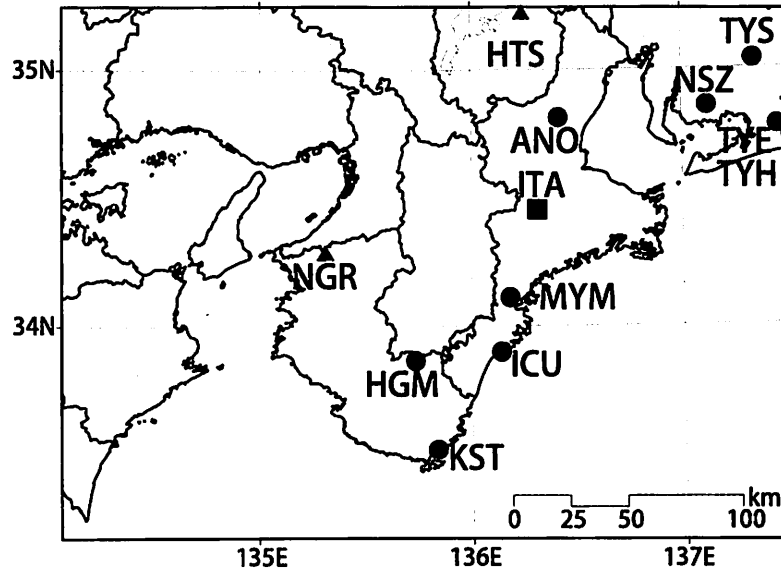 TYS
HTS
35N
NSZ
ANO
TYE
TYH
ITA
NGR
MYM
34N
ICU
HGM
KST
km
0 25 50 100
135E 136E 137E